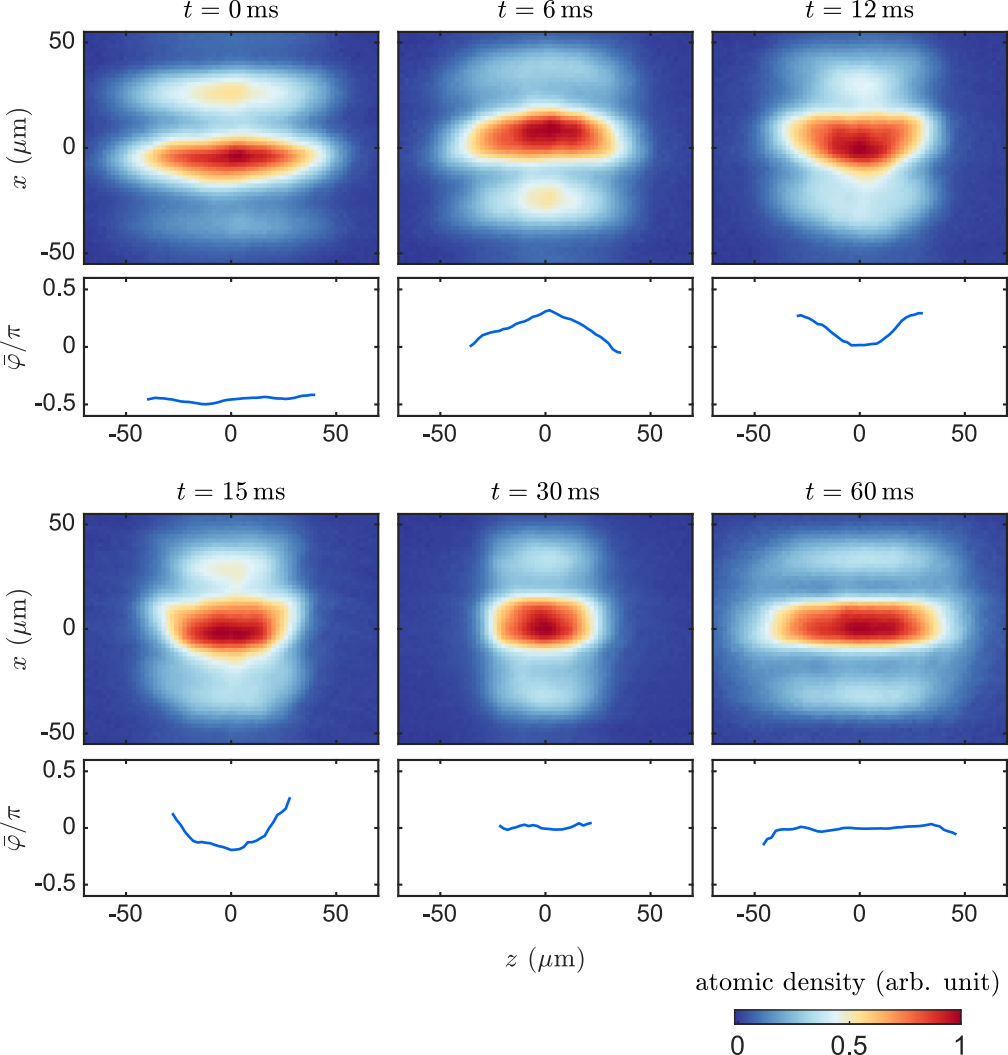 t = 0 ms t = 6 ms t = 12 ms
50
0
-50
x (μm)
0.5
0
-0.5
φ̄/π
-50 0 50 -50 0 50 -50 0 50
t = 15 ms t = 30 ms t = 60 ms
50
0
-50
x (μm)
0.5
0
-0.5
φ̄/π
-50 0 50 -50 0 50 -50 0 50
z (μm)
atomic density (arb. unit)
0 0.5 1